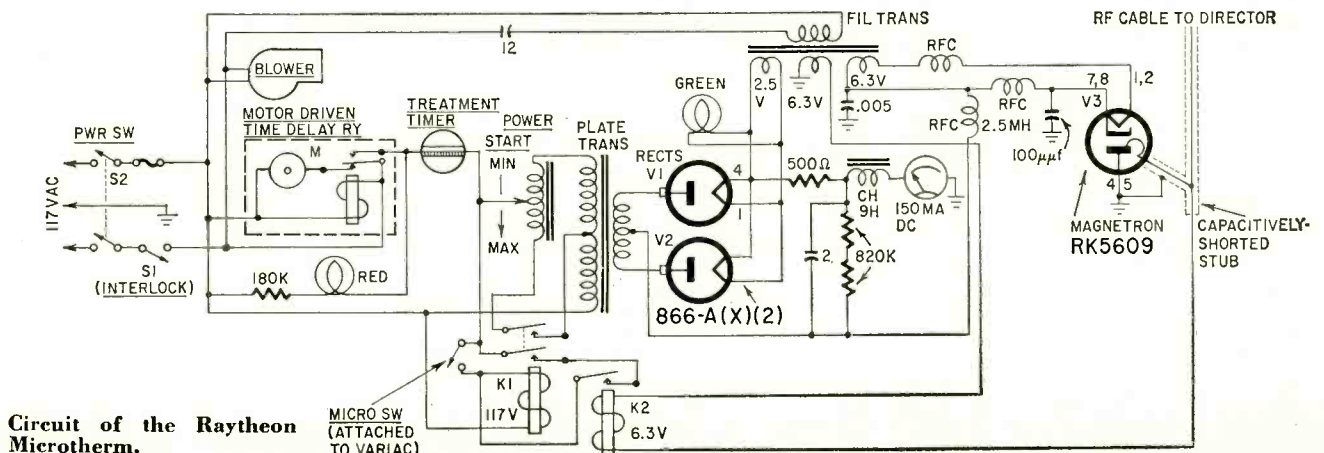 FIL TRANS
RF CABLE TO DIRECTOR
12
RFC
BLOWER
GREEN
2.5
V
6.3V
6.3V
.005
RFC
7,8
1,2
V3
MOTOR DRIVEN
TIME DELAY RY
TREATMENT
TIMER
POWER
START
MIN
MAX
PLATE
TRANS
RFC
2.5MH
100μμf
PWR SW
S2
M
RECTS
V1
4
1
500Ω
CH
9H
150MA
DC
4
5
MAGNETRON
RK5609
CAPACITIVELY-
SHORTED
STUB
117VAC
S1
(INTERLOCK)
180K
RED
V2
2
820K
866-A(X)(2)
K1
117V
K2
6.3V
MICRO SW
(ATTACHED
TO VARIAC)
Circuit of the Raytheon
Microtherm.